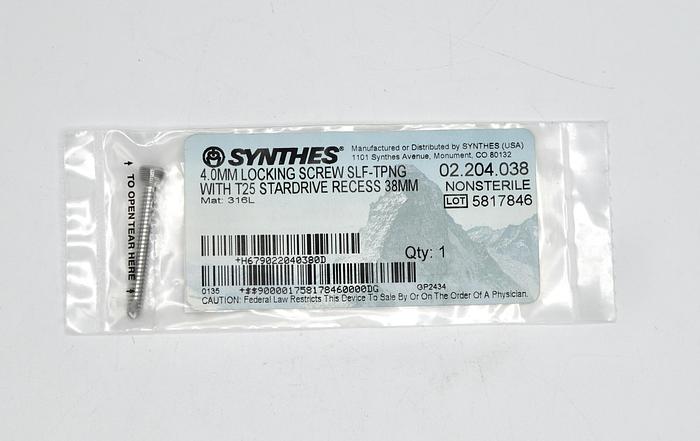 TO OPEN TEAR HERE
SYNTHES®
Manufactured or Distributed by SYNTHES (USA)
1101 Synthes Avenue, Monument, CO 80132
4.0MM LOCKING SCREW SLF-TPNG
WITH T25 STARDRIVE RECESS 38MM
Mat: 316L
02.204.038
NONSTERILE
LOT 5817846
+H679022040380D
Qty: 1
0135
+**9000017581784600000DG
GP2434
CAUTION: Federal Law Restricts This Device To Sale By Or On The Order Of A Physician.